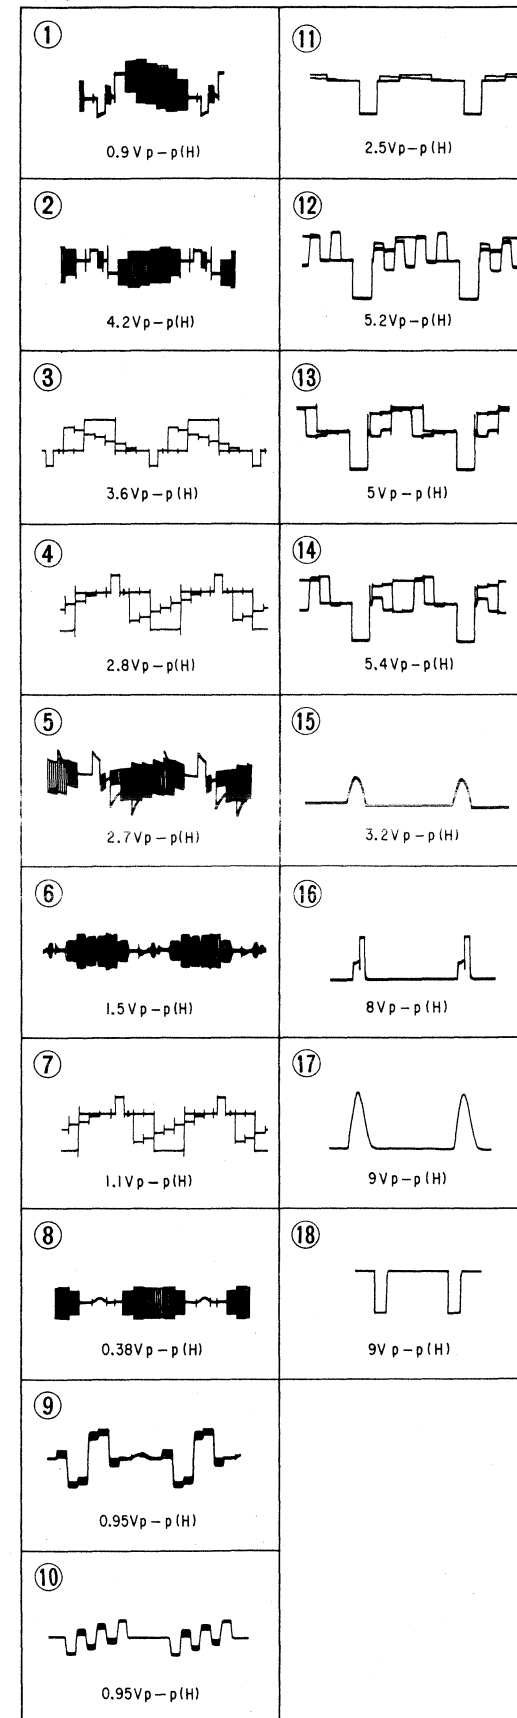 ①
0.9 Vp-p(H)
②
4.2Vp-p(H)
③
3.6Vp-p(H)
④
2.8Vp-p(H)
⑤
2.7Vp-p(H)
⑥
1.5Vp-p(H)
⑦
1.1Vp-p(H)
⑧
0.38Vp-p(H)
⑨
0.95Vp-p(H)
⑩
0.95Vp-p(H)
⑪
2.5Vp-p(H)
⑫
5.2Vp-p(H)
⑬
5Vp-p(H)
⑭
5.4Vp-p(H)
⑮
3.2Vp-p(H)
⑯
8Vp-p(H)
⑰
9Vp-p(H)
⑱
9Vp-p(H)